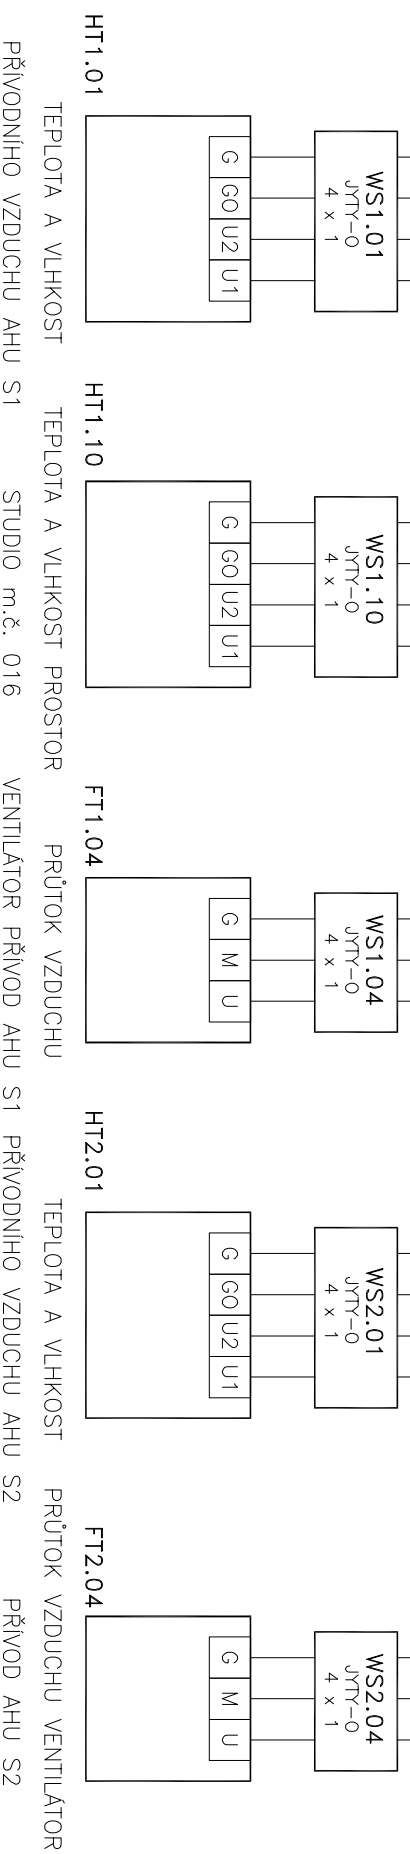 WS1.01
JYTY-O
4 x 1
G GO U2 U1
HT1.01
TEPLOTA A VLHKOST
PŘÍVODNÍHO VZDUCHU AHU S1
WS1.10
JYTY-O
4 x 1
G GO U2 U1
HT1.10
TEPLOTA A VLHKOST PROSTOR
STUDIO m.č. 016
WS1.04
JYTY-O
4 x 1
G M U
FT1.04
PRŮTOK VZDUCHU
VENTILÁTOR PŘÍVOD AHU S1
WS2.01
JYTY-O
4 x 1
G GO U2 U1
HT2.01
TEPLOTA A VLHKOST
PŘÍVODNÍHO VZDUCHU AHU S2
WS2.04
JYTY-O
4 x 1
G M U
FT2.04
PRŮTOK VZDUCHU VENTILÁTOR
PŘÍVOD AHU S2